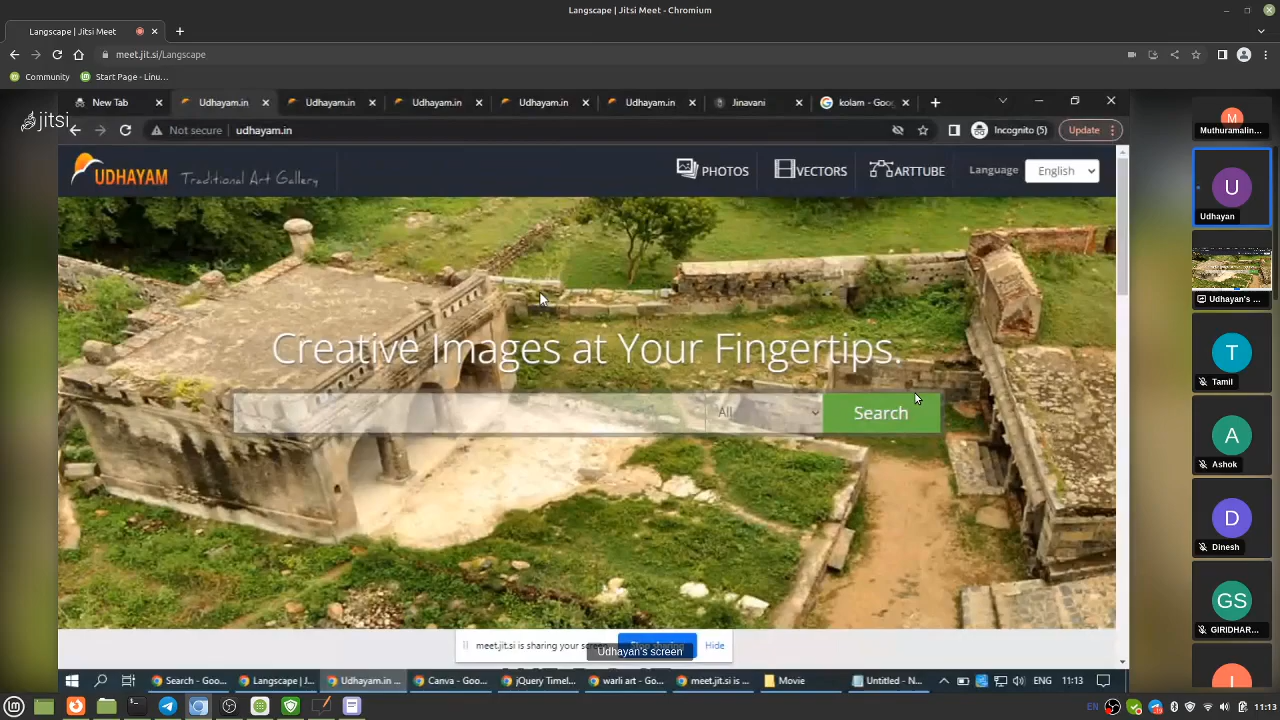 Langscape | Jitsi Meet - Chromium
Langscape | Jitsi Meet
meet.jit.si/Langscape
Community
Start Page - Linu...
jitsi
New Tab
Udhayam.in
Udhayam.in
Udhayam.in
Udhayam.in
Udhayam.in
Jinavani
kolam - Goo
Not secure
udhayam.in
Incognito (5)
Update
UDHAYAM Traditional Art Gallery
PHOTOS
VECTORS
ARTTUBE
Language
English
Creative Images at Your Fingertips.
All
Search
meet.jit.si is sharing your screen
Hide
Udhayan's screen
Search - Goo...
Langscape | J...
Udhayam.in ...
Canva - Goo...
jQuery Timel...
warli art - Go...
meet.jit.si is ...
Movie
Untitled - N...
ENG
11:13
Muthuramalin...
U
Udhayan
Udhayan's ...
T
Tamil
A
Ashok
D
Dinesh
GS
GIRIDHAR...
EN
11:13